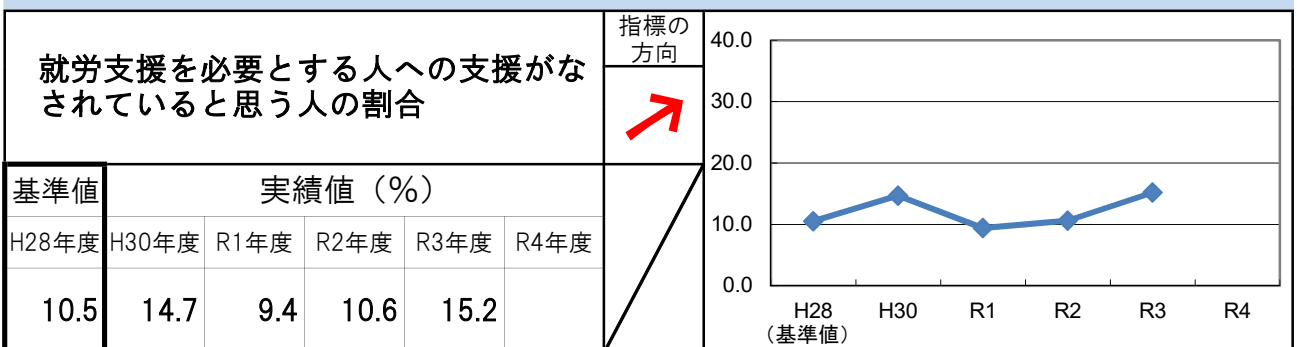 就労支援を必要とする人への支援がな
されていると思う人の割合
指標の
方向
基準値
実績値（%）
H28年度 H30年度 R1年度 R2年度 R3年度 R4年度
10.5 14.7 9.4 10.6 15.2
40.0
30.0
20.0
10.0
0.0
H28 H30 R1 R2 R3 R4
（基準値）